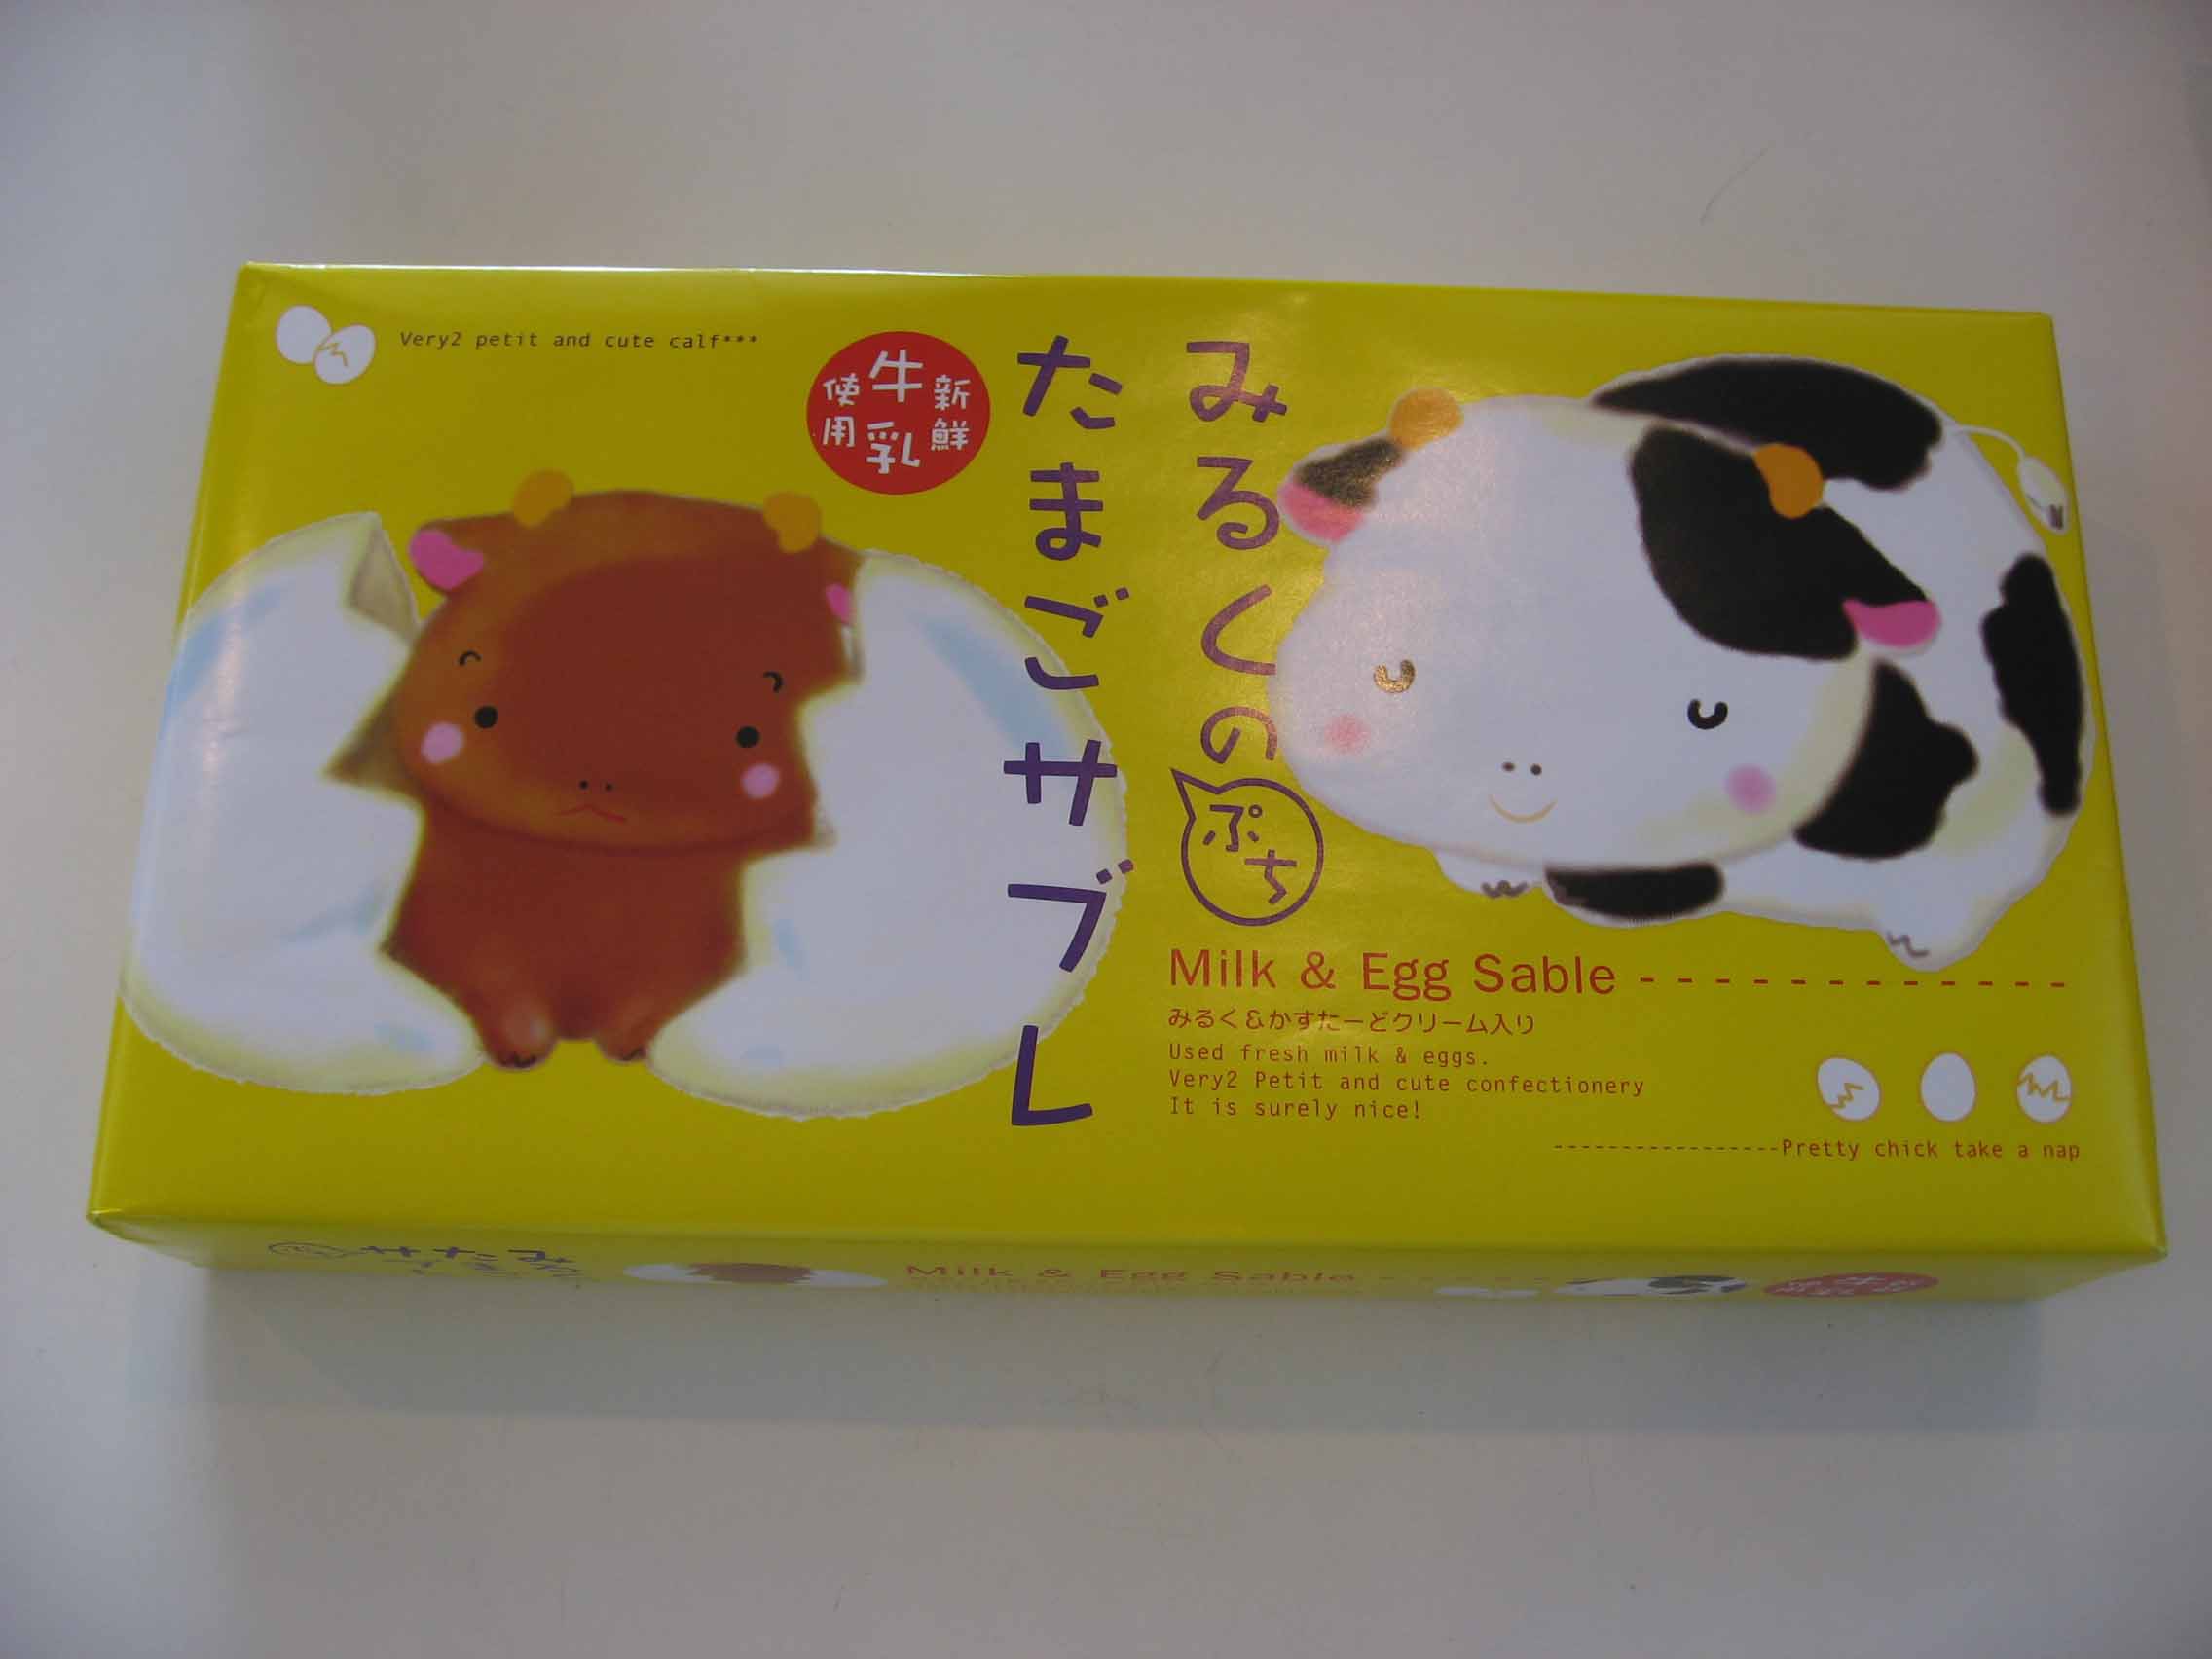 Very2 petit and cute calf***
新鮮
牛乳
使用
みるくの
ぷち
たまごサブレ
Milk & Egg Sable
みるく&かすたーどクリーム入り
Used fresh milk & eggs.
Very2 Petit and cute confectionery
It is surely nice!
Pretty chick take a nap
Milk & Egg Sable